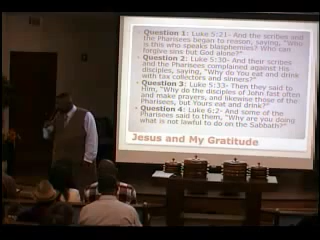 Question 1: Luke 5:21- And the scribes and
the Pharisees began to reason, saying, "Why
is this who speaks blasphemies? Who can
forgive sins but God alone?"
Question 2: Luke 5:30- And their scribes
and the Pharisees complained against His
disciples, saying, "Why do You eat and drink
with tax collectors and sinners?"
Question 3: Luke 5:33- Then they said to
Him, "Why do the disciples of John fast often
and make prayers, and likewise those of the
Pharisees, but Yours eat and drink?"
Question 4: Luke 6:2- And some of the
Pharisees said to them, "Why are you doing
what is not lawful to do on the Sabbath?"
Jesus and My Gratitude